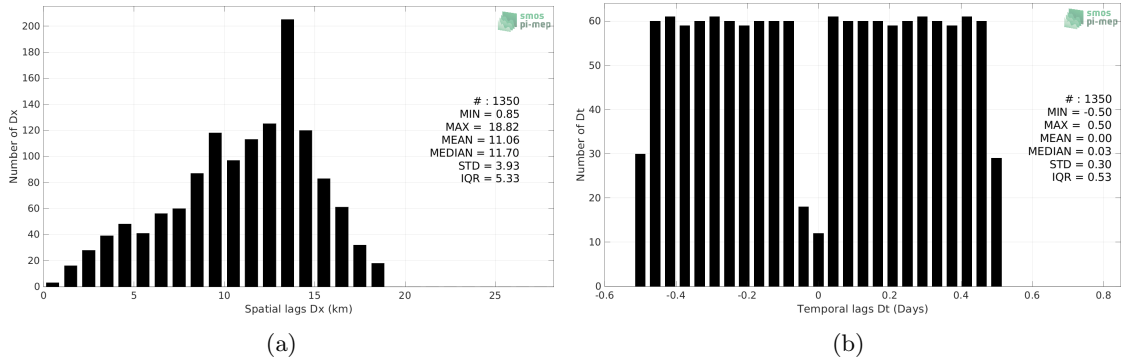 smos
pi-mep
200
180
160
140
120
100
80
60
40
20
0
Number of Dx
# : 1350
MIN = 0.85
MAX = 18.82
MEAN = 11.06
MEDIAN = 11.70
STD = 3.93
IQR = 5.33
0 5 10 15 20 25
Spatial lags Dx (km)
(a)
smos
pi-mep
60
50
40
30
20
10
0
Number of Dt
# : 1350
MIN = -0.50
MAX = 0.50
MEAN = 0.00
MEDIAN = 0.03
STD = 0.30
IQR = 0.53
-0.6 -0.4 -0.2 0 0.2 0.4 0.6 0.8
Temporal lags Dt (Days)
(b)